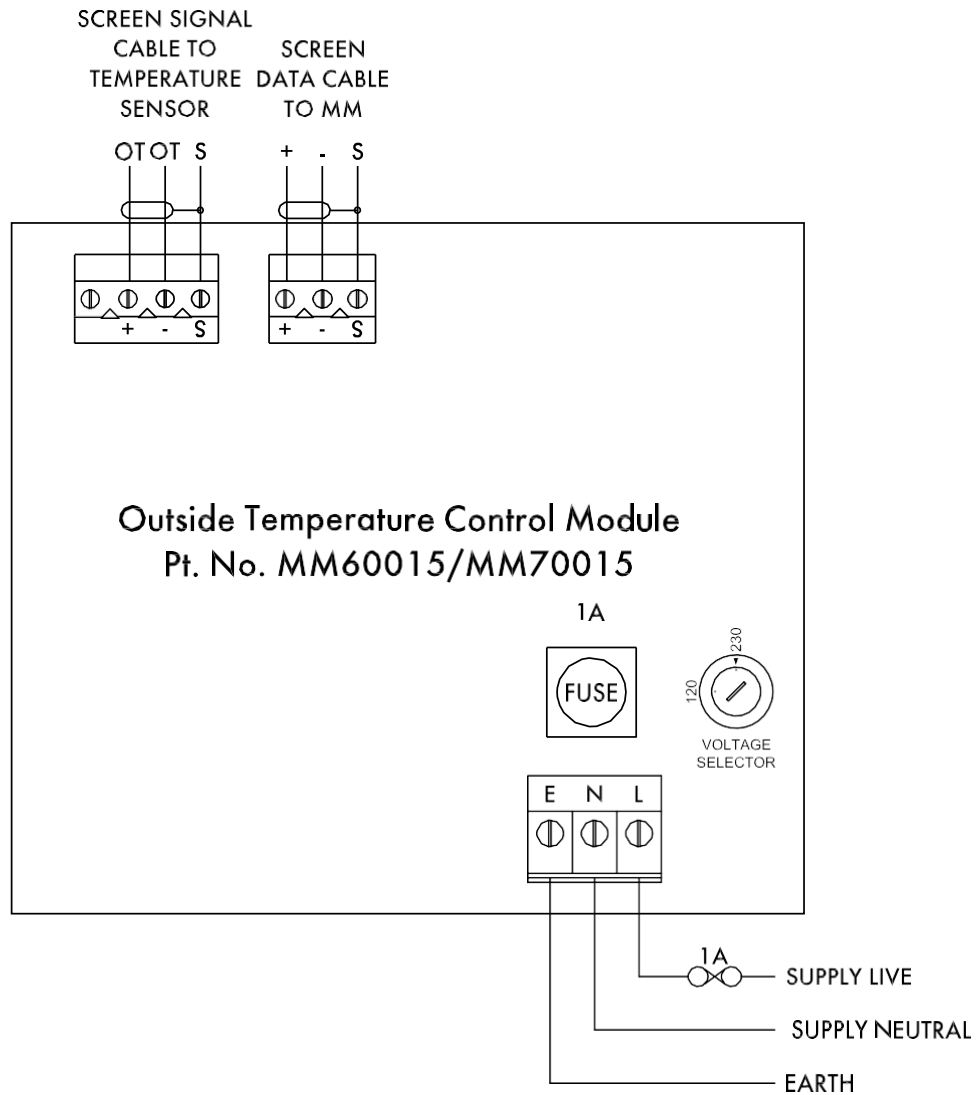 SCREEN SIGNAL
CABLE TO
TEMPERATURE
SENSOR
SCREEN
DATA CABLE
TO MM
OT OT S
+ - S
+ - S
+ - S
Outside Temperature Control Module
Pt. No. MM60015/MM70015
1A
FUSE
230
120
VOLTAGE
SELECTOR
E N L
1A
SUPPLY LIVE
SUPPLY NEUTRAL
EARTH